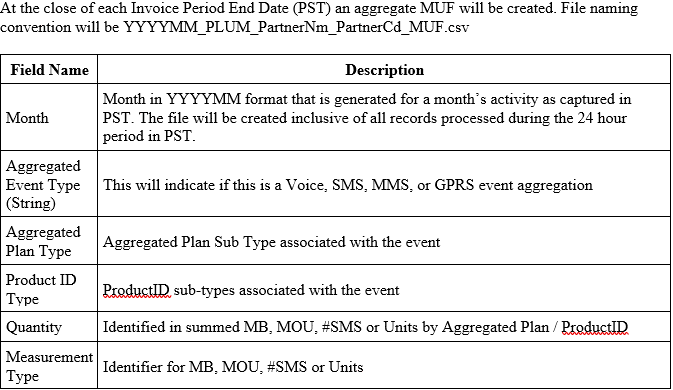 At the close of each Invoice Period End Date (PST) an aggregate MUF will be created. File naming
convention will be YYYYMM_PLUM_PartnerNm_PartnerCd_MUF.csv
Field Name Description
Month
Month in YYYYMM format that is generated for a month’s activity as captured in
PST. The file will be created inclusive of all records processed during the 24 hour
period in PST.
Aggregated
Event Type
(String)
This will indicate if this is a Voice, SMS, MMS, or GPRS event aggregation
Aggregated
Plan Type
Aggregated Plan Sub Type associated with the event
Product ID
Type
ProductID sub-types associated with the event
Quantity
Identified in summed MB, MOU, #SMS or Units by Aggregated Plan / ProductID
Measurement
Type
Identifier for MB, MOU, #SMS or Units